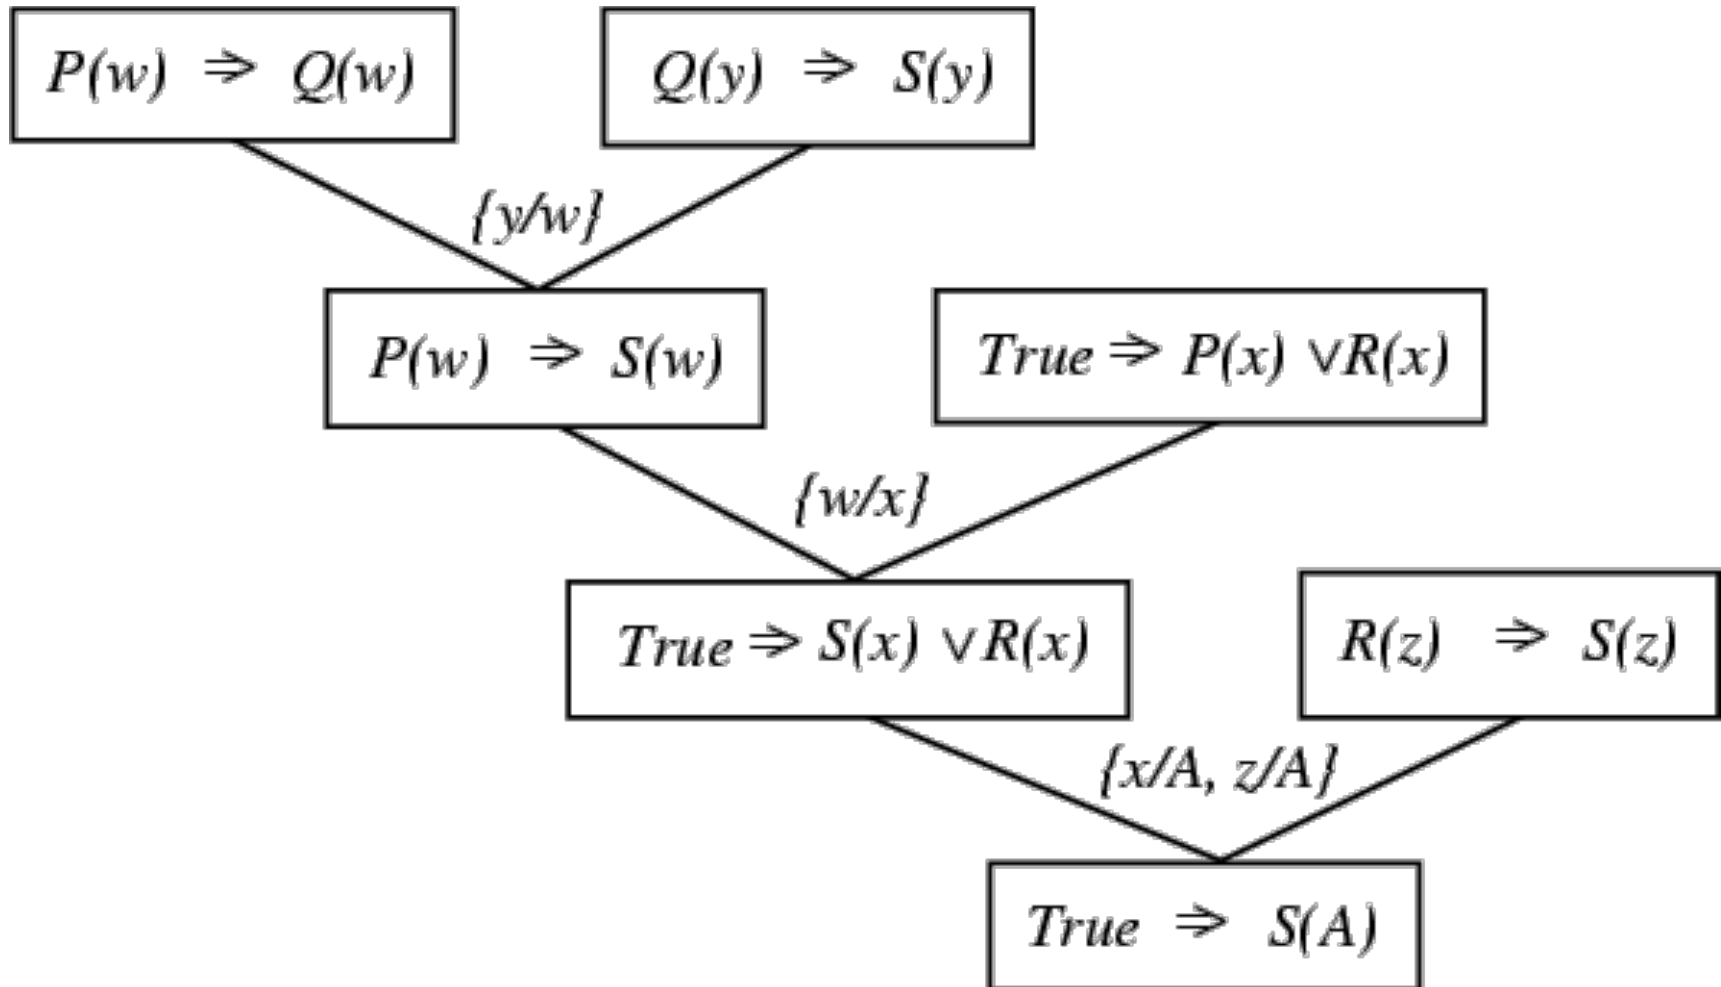 P(w) ⇒ Q(w)
Q(y) ⇒ S(y)
{y/w}
P(w) ⇒ S(w)
True ⇒ P(x) ∨R(x)
{w/x}
True ⇒ S(x) ∨R(x)
R(z) ⇒ S(z)
{x/A, z/A}
True ⇒ S(A)